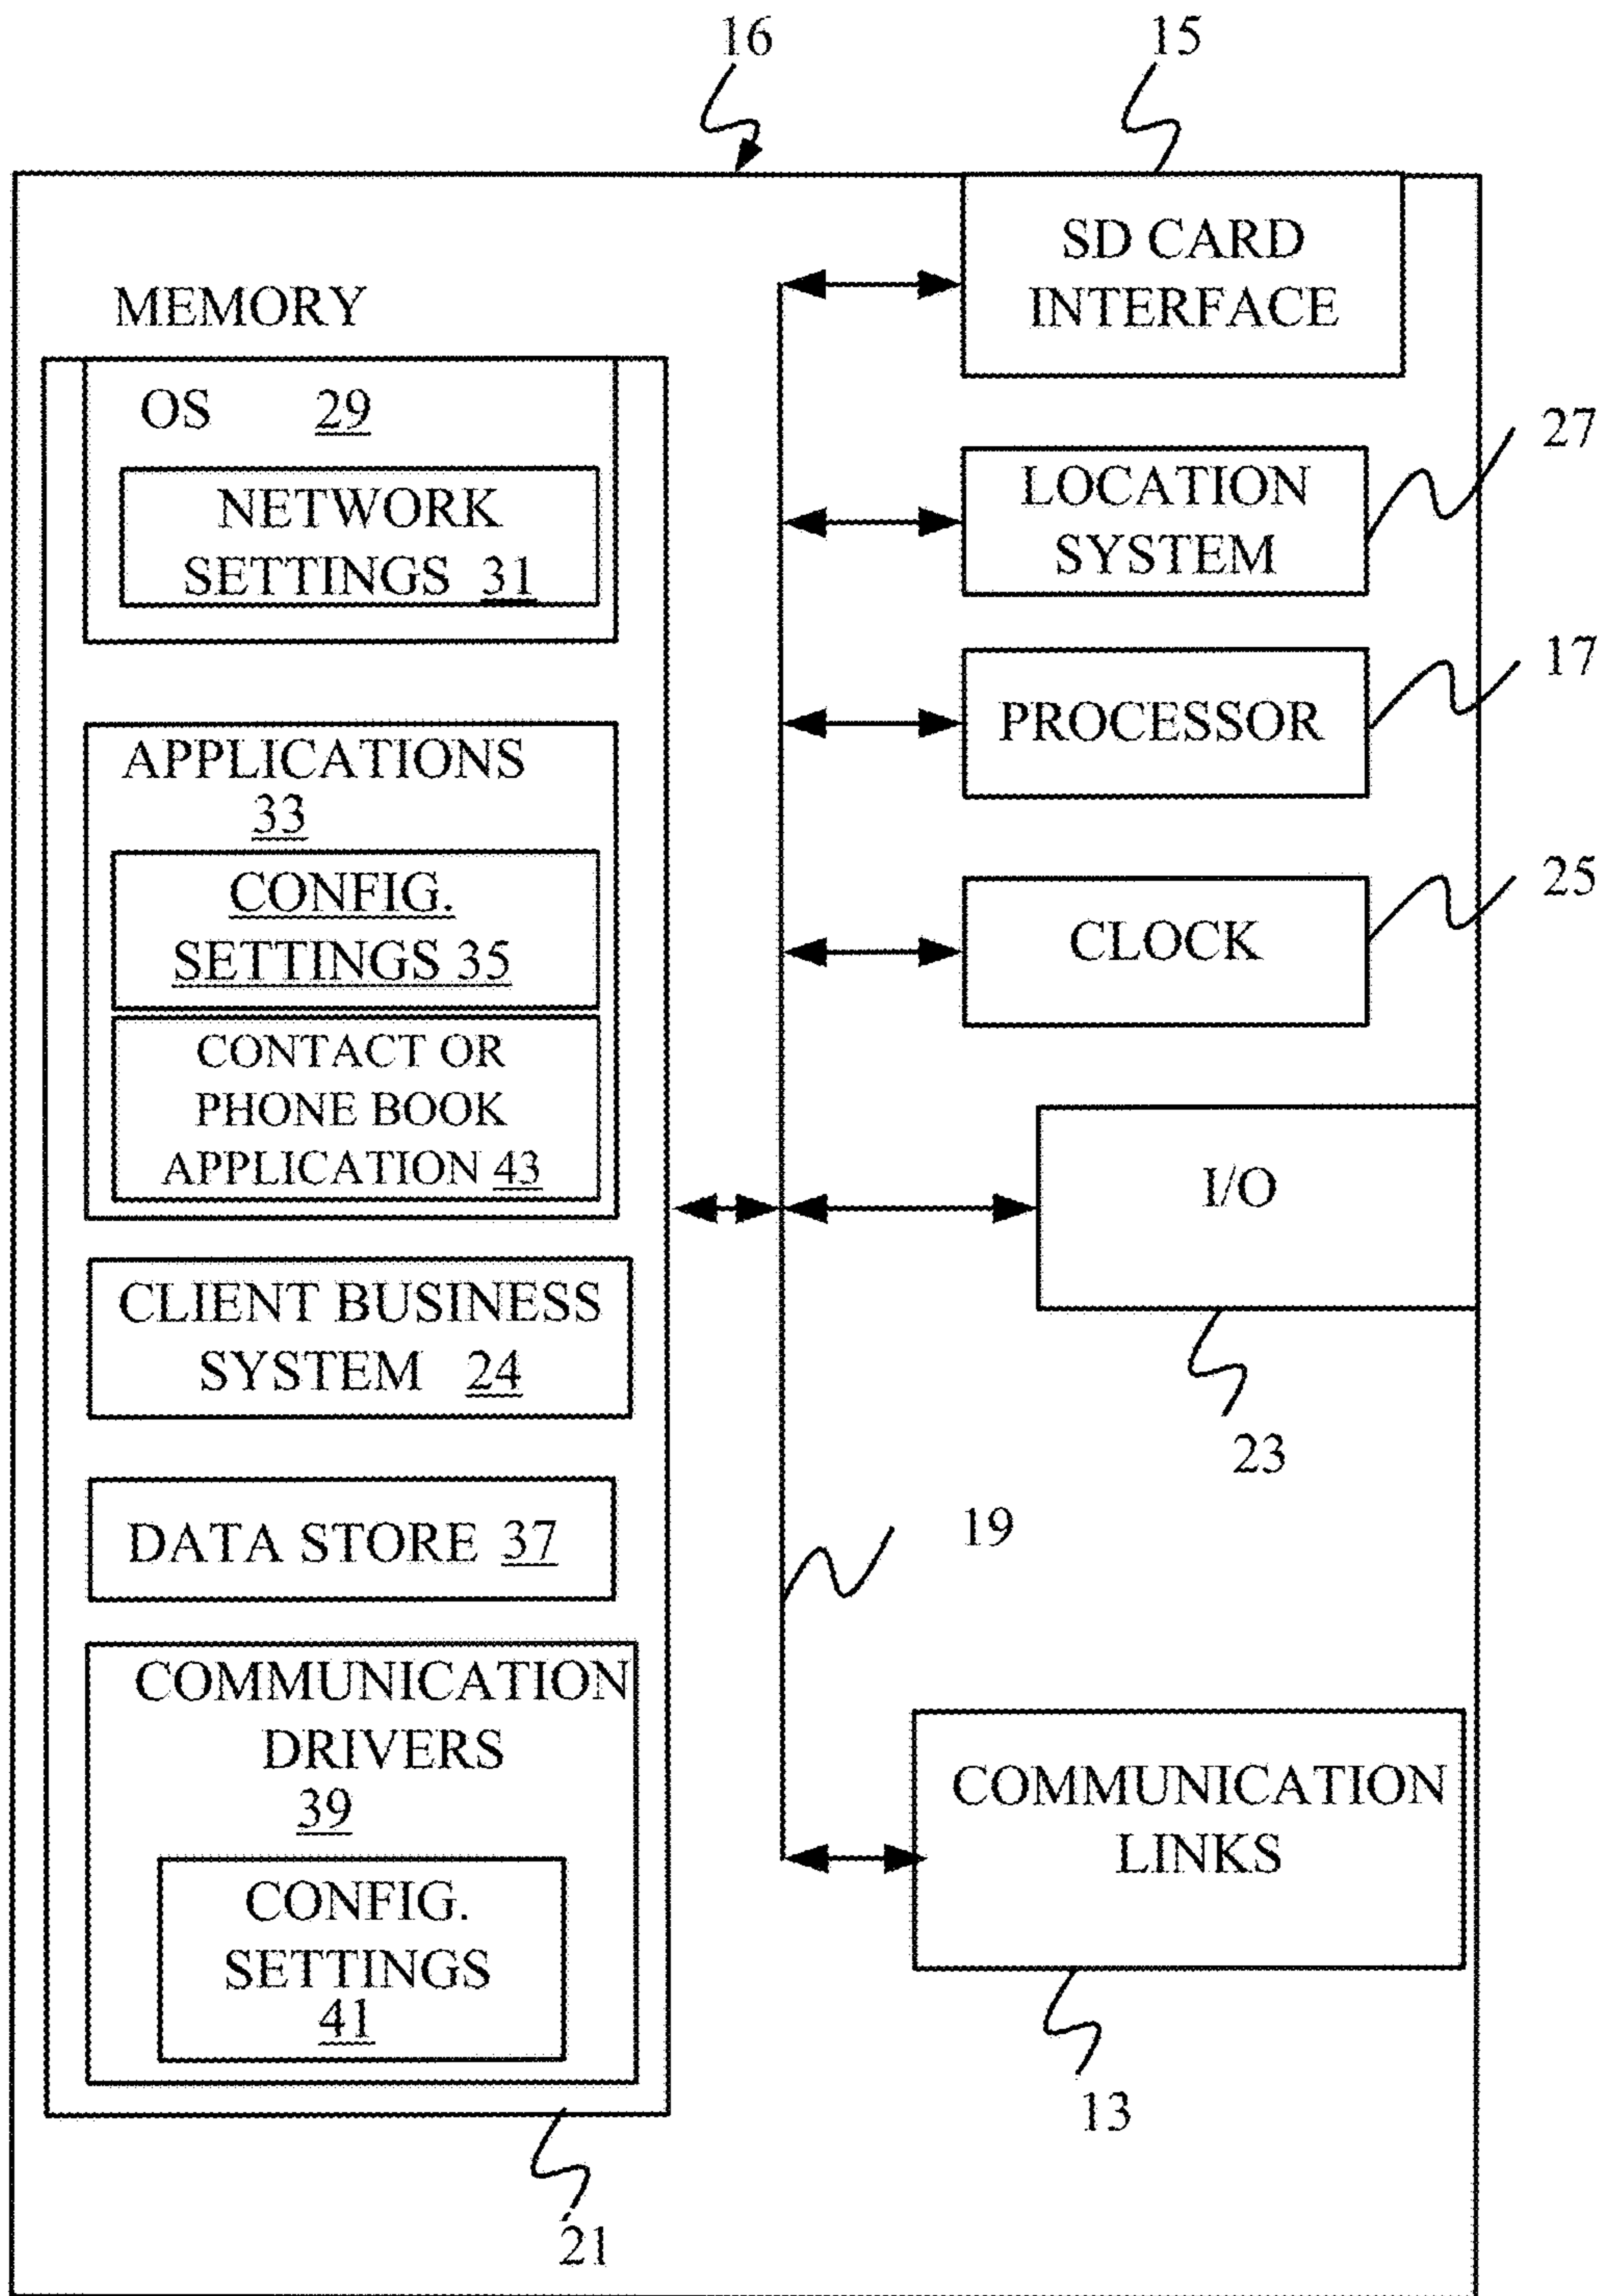 16
15
SD CARD
INTERFACE
MEMORY
OS 29
NETWORK
SETTINGS 31
27
LOCATION
SYSTEM
17
PROCESSOR
APPLICATIONS
33
CONFIG.
SETTINGS 35
25
CLOCK
CONTACT OR
PHONE BOOK
APPLICATION 43
I/O
23
CLIENT BUSINESS
SYSTEM 24
19
DATA STORE 37
COMMUNICATION
DRIVERS
39
CONFIG.
SETTINGS
41
COMMUNICATION
LINKS
13
21